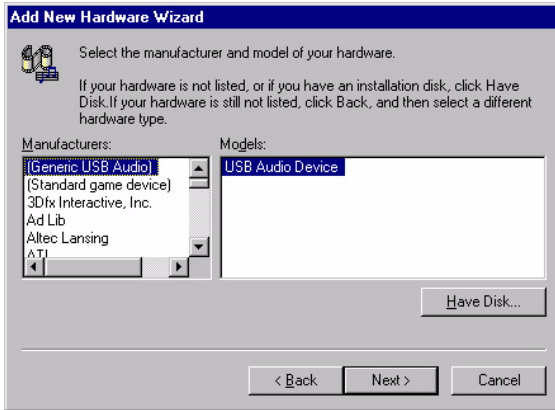 Add New Hardware Wizard
Select the manufacturer and model of your hardware.
If your hardware is not listed, or if you have an installation disk, click Have
Disk.If your hardware is still not listed, click Back, and then select a different
hardware type.
Manufacturers:
(Generic USB Audio)
(Standard game device)
3Dfx Interactive, Inc.
Ad Lib
Altec Lansing
ATI
Models:
USB Audio Device
Have Disk...
< Back
Next >
Cancel